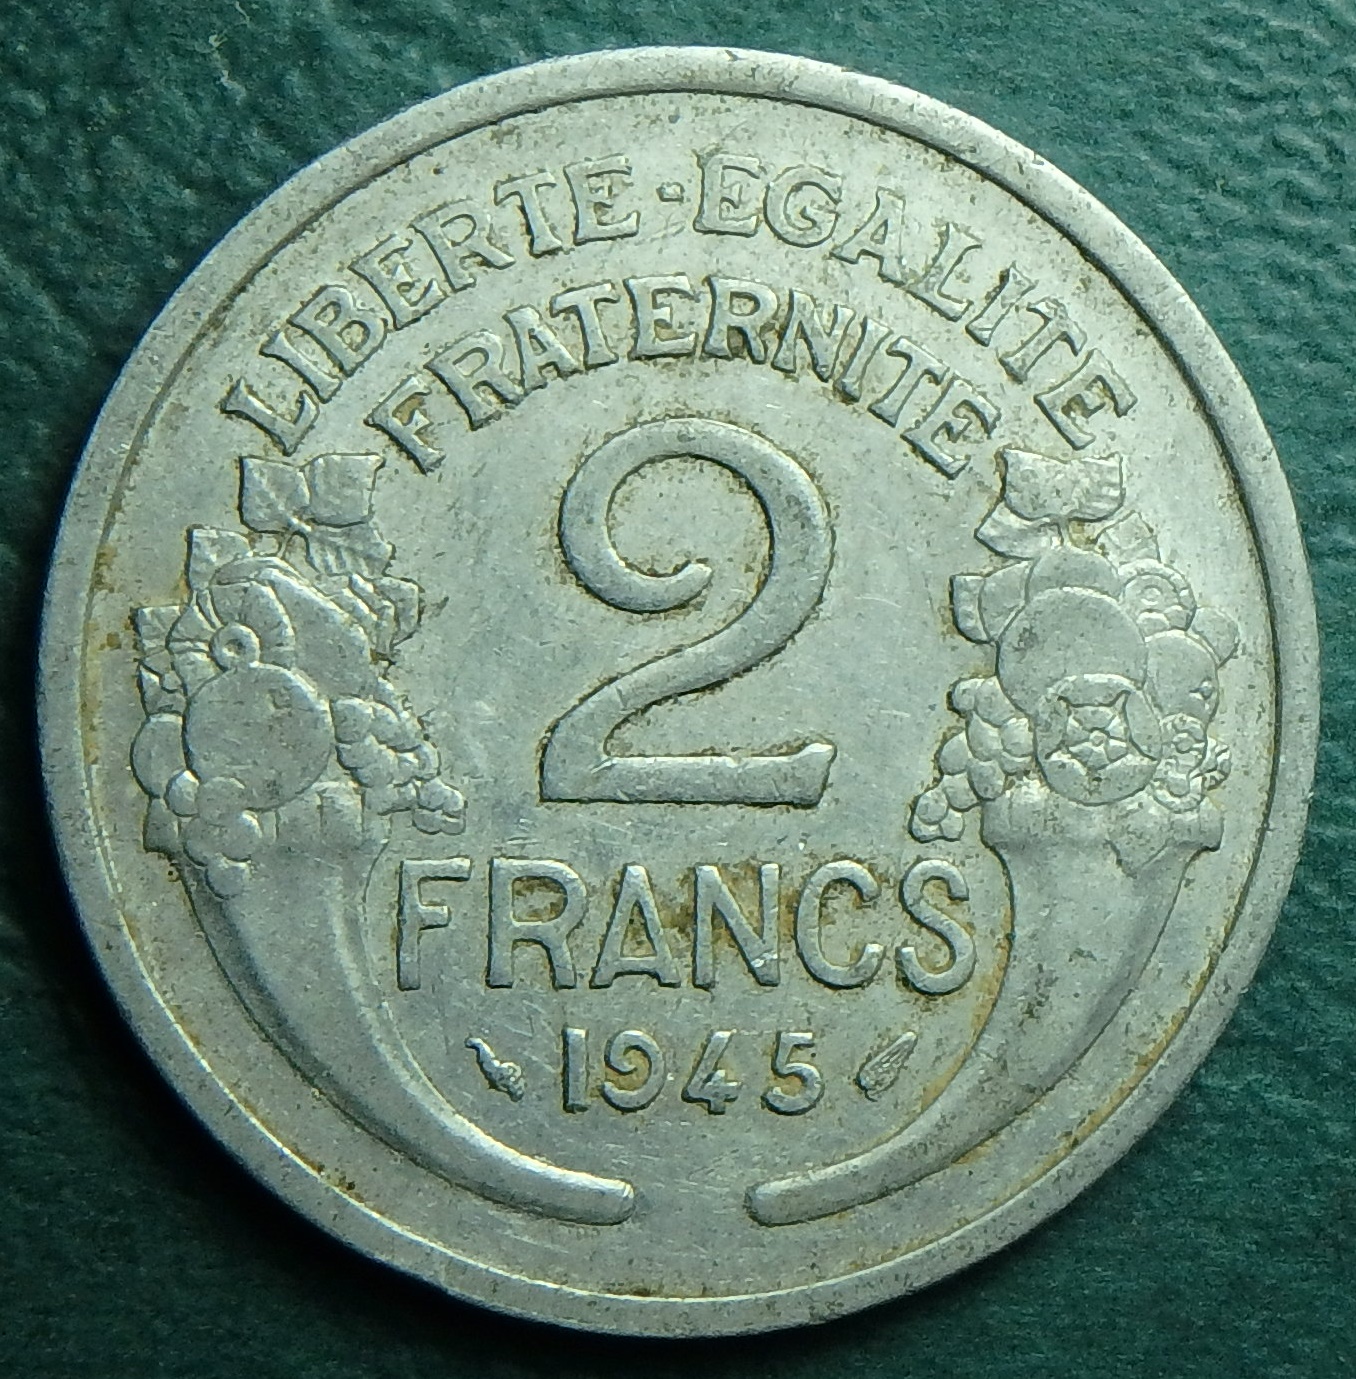 LIBERTE·EGALITE
FRATERNITE
2
FRANCS
1945